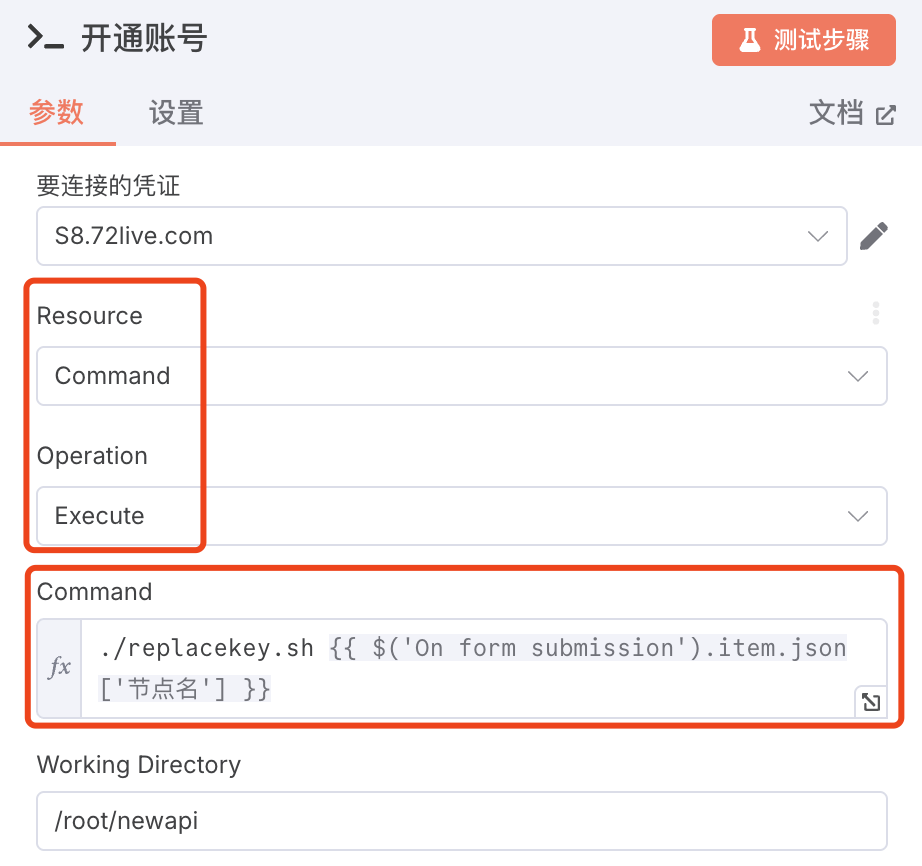 开通账号
测试步骤
参数
设置
文档
要连接的凭证
S8.72live.com
Resource
Command
Operation
Execute
Command
fx
./replacekey.sh {{ $('On form submission').item.json
['节点名'] }}
Working Directory
/root/newapi